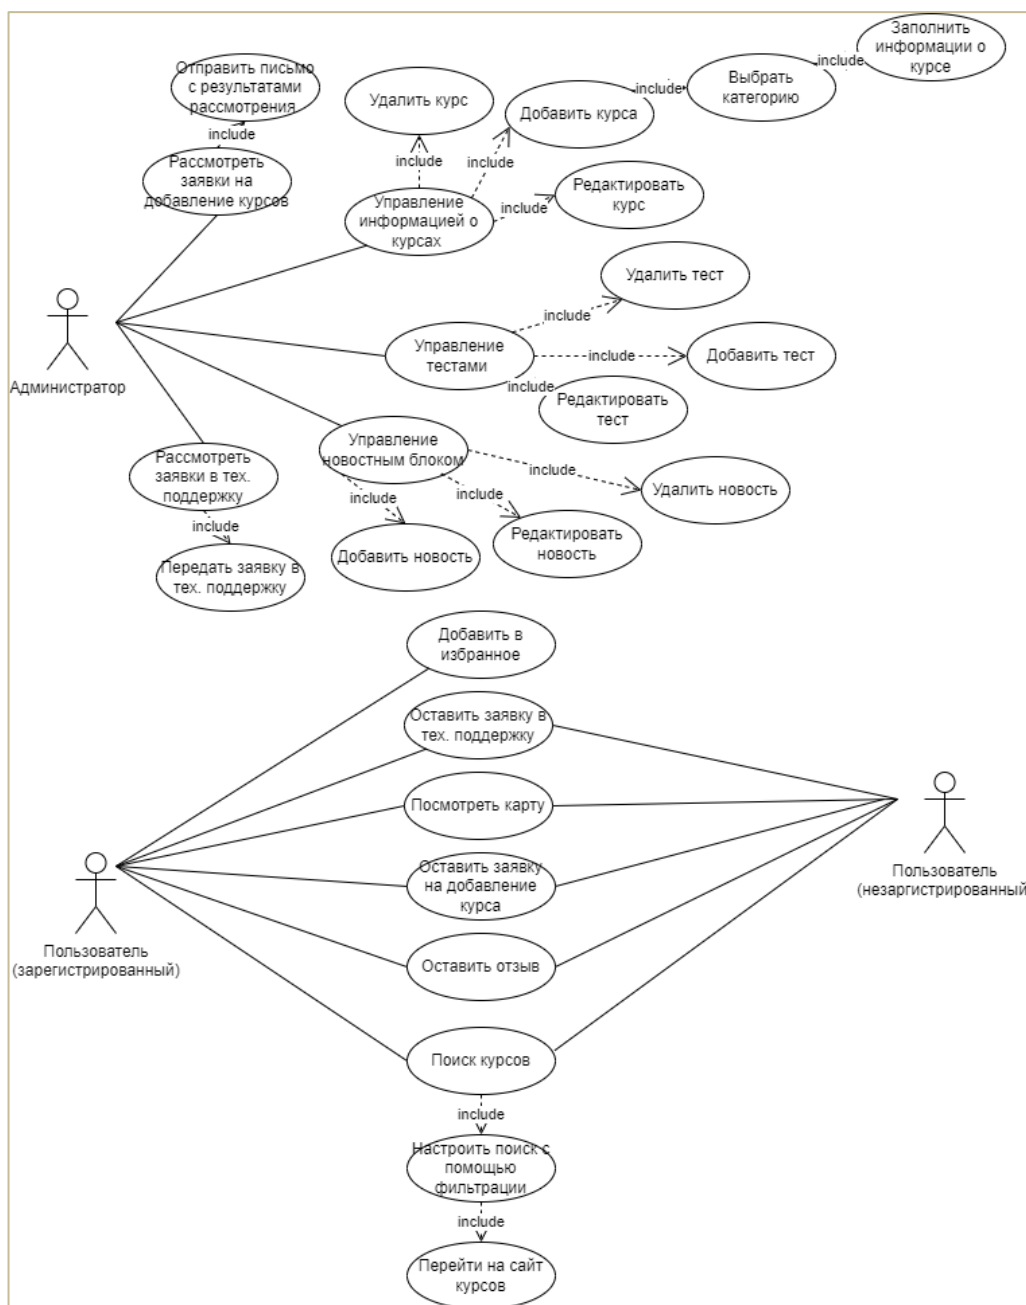 Заполнить
информации о
курсе
include
Выбрать
категорию
include
Отправить письмо
с результатами
рассмотрения
Удалить курс
Добавить курса
include
include
include
Рассмотреть
заявки на
добавление курсов
Управление
информацией о
курсах
include
Редактировать
курс
Удалить тест
include
Управление
тестами
include
Добавить тест
include
Редактировать
тест
Администратор
Рассмотреть
заявки в тех.
поддержку
Управление
новостным блоком
include
Удалить новость
include
include
include
Передать заявку в
тех. поддержку
Добавить новость
Редактировать
новость
Добавить в
избранное
Оставить заявку в
тех. поддержку
Посмотреть карту
Оставить заявку
на добавление
курса
Пользователь
(незаргистрированный
Пользователь
(зарегистрированный)
Оставить отзыв
Поиск курсов
include
Настроить поиск с
помощью
фильтрации
include
Перейти на сайт
курсов